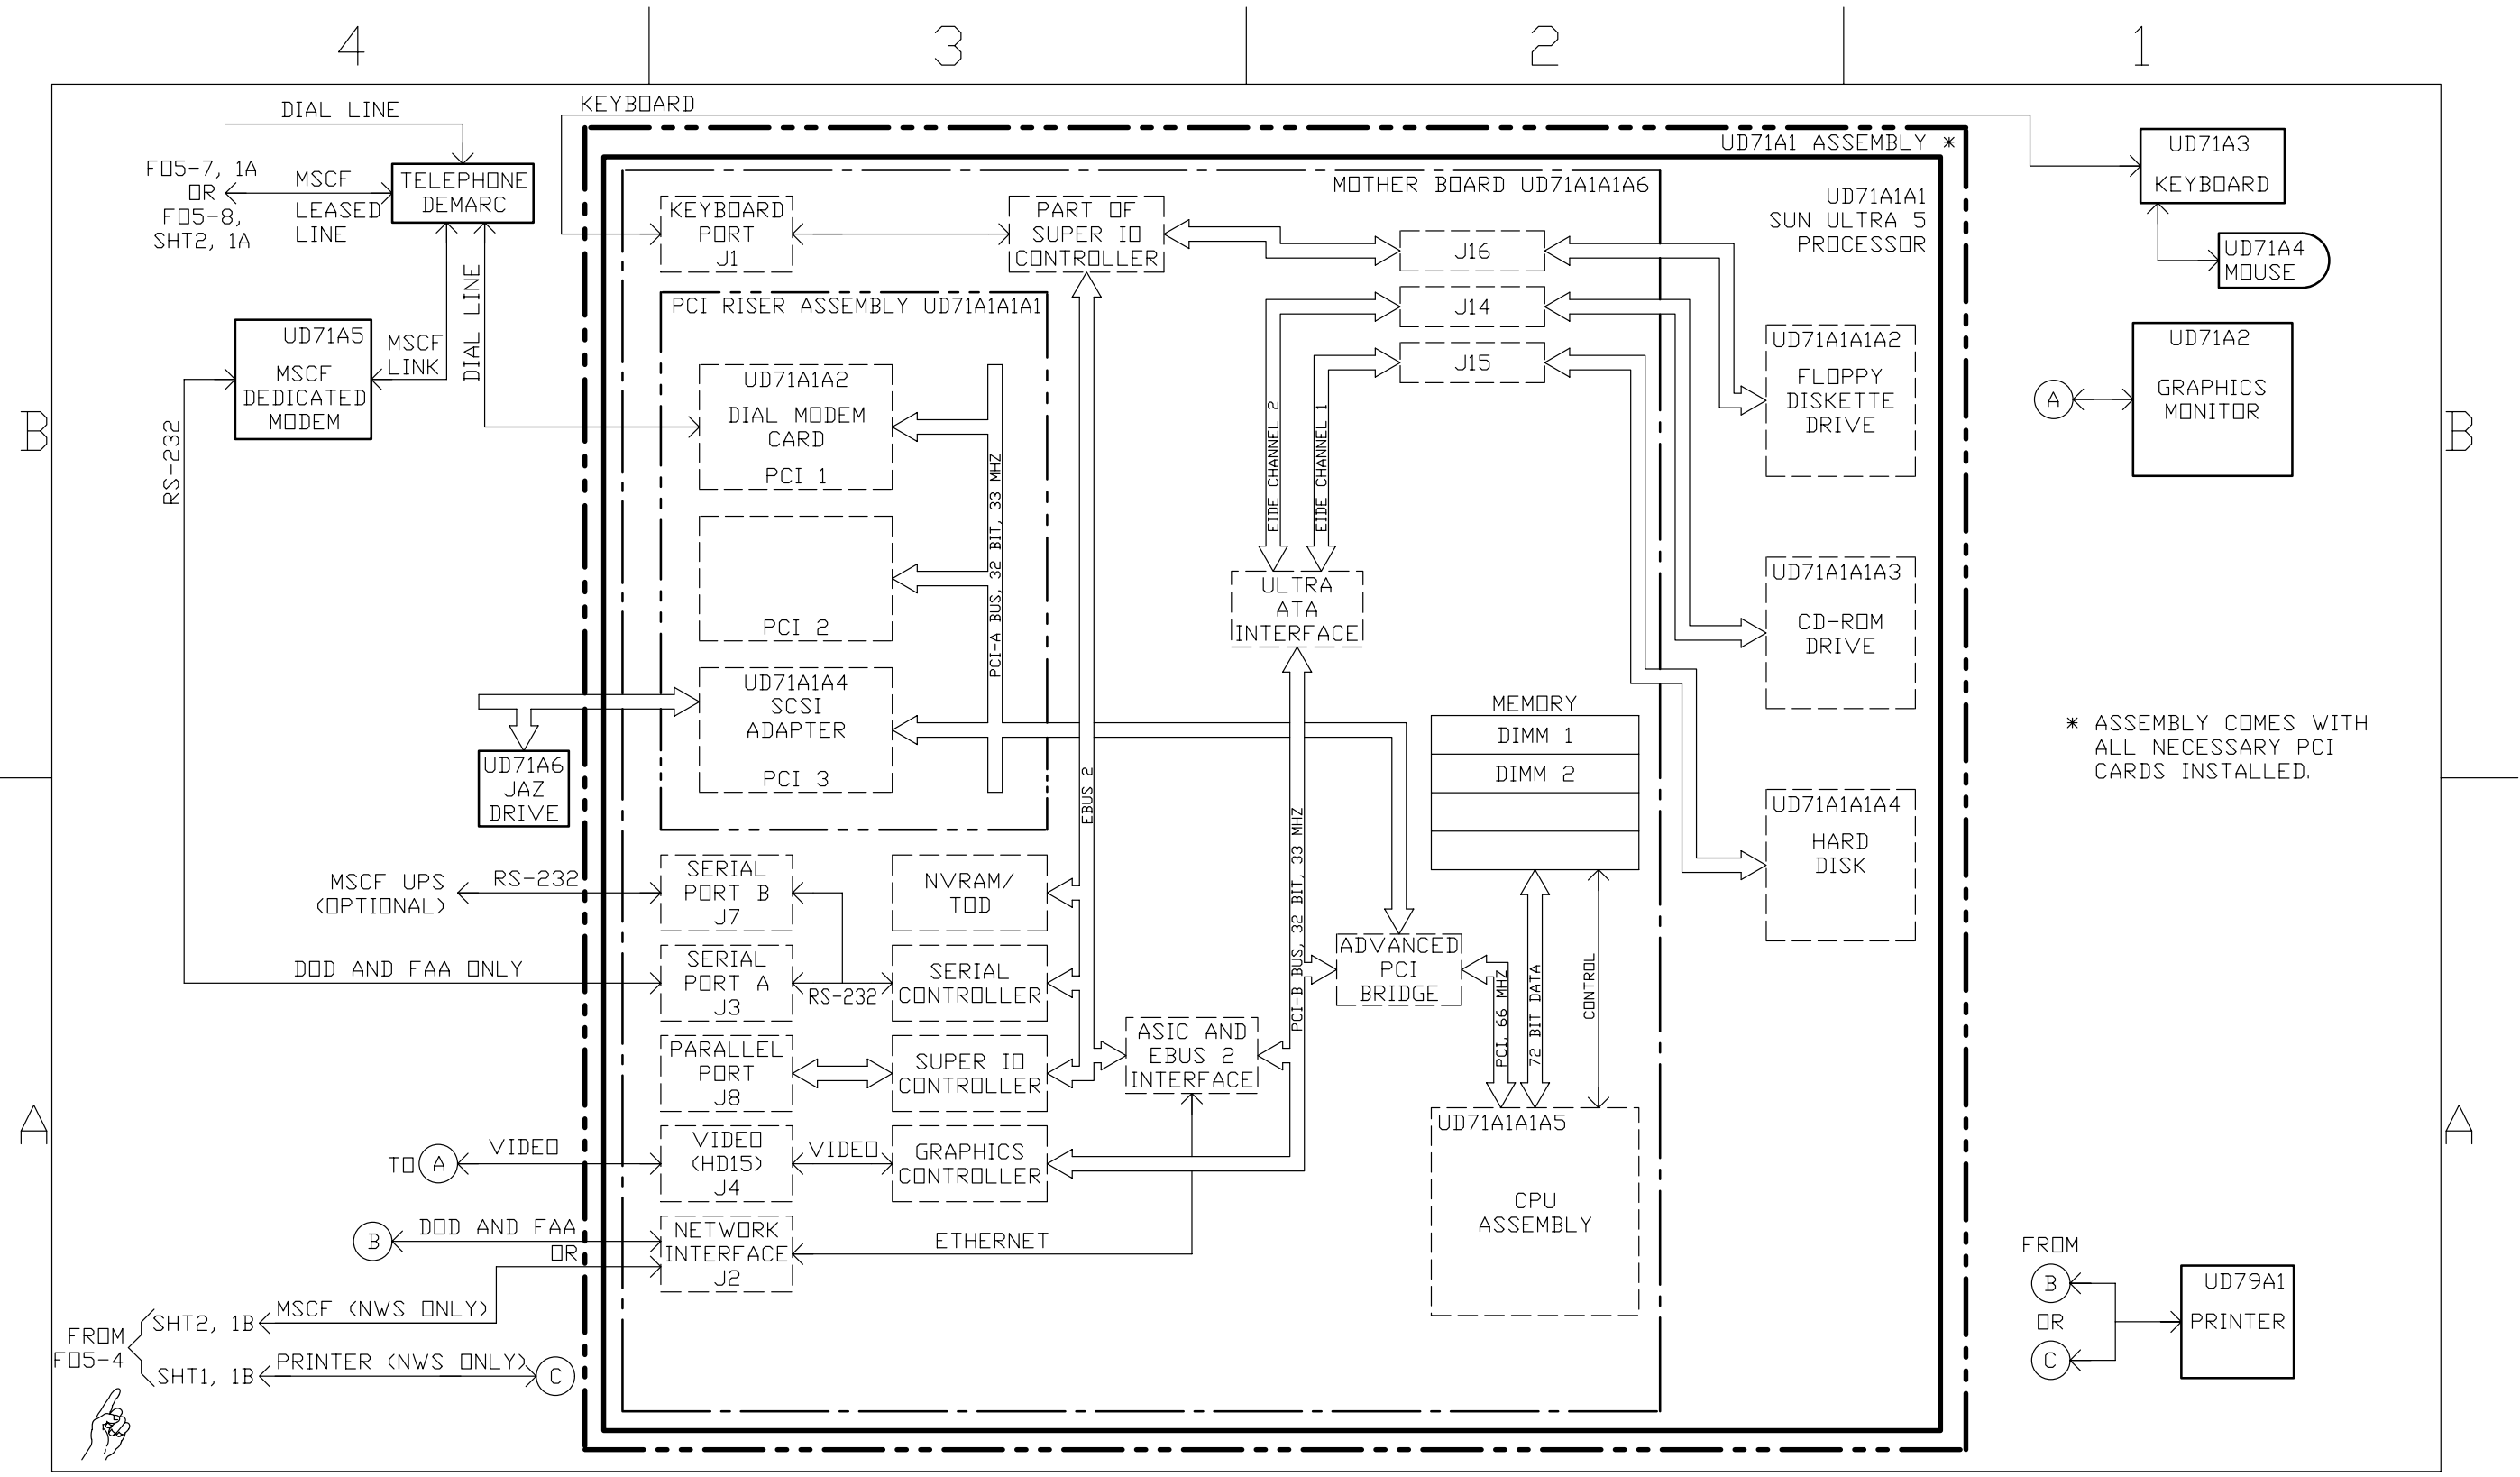 4
3
2
1
B
A
B
A
DIAL LINE
FO5-7, 1A
OR
FO5-8,
SHT2, 1A
MSCF
LEASED
LINE
TELEPHONE
DEMARC
UD71A5
MSCF
DEDICATED
MODEM
MSCF
LINK
DIAL LINE
RS-232
UD71A6
JAZ
DRIVE
MSCF UPS
(OPTIONAL)
RS-232
DOD AND FAA ONLY
TO A
VIDEO
B
DOD AND FAA
OR
FROM
FO5-4
SHT2, 1B
MSCF (NWS ONLY)
SHT1, 1B
PRINTER (NWS ONLY)
C
KEYBOARD
UD71A1 ASSEMBLY *
MOTHER BOARD UD71A1A1A6
UD71A1A1
SUN ULTRA 5
PROCESSOR
KEYBOARD
PORT
J1
PART OF
SUPER IO
CONTROLLER
J16
J14
J15
PCI RISER ASSEMBLY UD71A1A1A1
UD71A1A2
DIAL MODEM
CARD
PCI 1
PCI 2
UD71A1A4
SCSI
ADAPTER
PCI 3
PCI-A BUS, 32 BIT, 33 MHZ
EBUS 2
EIDE CHANNEL 2
EIDE CHANNEL 1
ULTRA
ATA
INTERFACE
PCI-B BUS, 32 BIT, 33 MHZ
MEMORY
DIMM 1
DIMM 2
SERIAL
PORT B
J7
NVRAM/
TOD
SERIAL
PORT A
J3
RS-232
SERIAL
CONTROLLER
PARALLEL
PORT
J8
SUPER IO
CONTROLLER
ASIC AND
EBUS 2
INTERFACE
ADVANCED
PCI
BRIDGE
PCI, 66 MHZ
72 BIT DATA
CONTROL
VIDEO
(HD15)
J4
VIDEO
GRAPHICS
CONTROLLER
NETWORK
INTERFACE
J2
ETHERNET
UD71A1A1A5
CPU
ASSEMBLY
UD71A1A1A2
FLOPPY
DISKETTE
DRIVE
UD71A1A1A3
CD-ROM
DRIVE
UD71A1A1A4
HARD
DISK
UD71A3
KEYBOARD
UD71A4
MOUSE
UD71A2
GRAPHICS
MONITOR
A
* ASSEMBLY COMES WITH
ALL NECESSARY PCI
CARDS INSTALLED.
FROM
B
OR
C
UD79A1
PRINTER